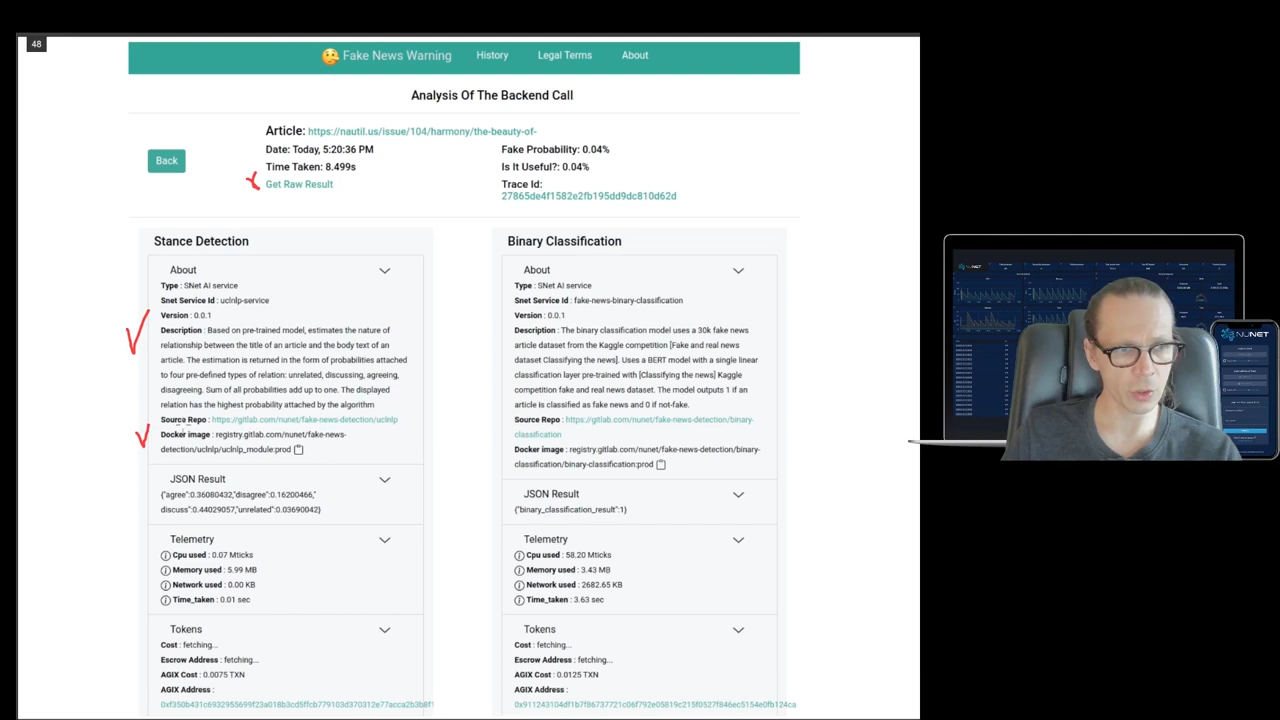 48
Fake News Warning
History
Legal Terms
About
Analysis Of The Backend Call
Back
Article: https://nautil.us/issue/104/harmony/the-beauty-of-
Date: Today, 5:20:36 PM
Time Taken: 8.499s
Get Raw Result
Fake Probability: 0.04%
Is It Useful?: 0.04%
Trace Id:
27865de4f1582e2fb195dd9dc810d62d
Stance Detection
About
Type : SNet AI service
Snet Service Id : uclnlp-service
Version : 0.0.1
Description : Based on pre-trained model, estimates the nature of
relationship between the title of an article and the body text of an
article. The estimation is returned in the form of probabilities attached
to four pre-defined types of relation: unrelated, discussing, agreeing,
disagreeing. Sum of all probabilities add up to one. The displayed
relation has the highest probability attached by the algorithm
Source Repo : https://gitlab.com/nunet/fake-news-detection/uclnlp
Docker image : registry.gitlab.com/nunet/fake-news-
detection/uclnlp/uclnlp_module:prod
JSON Result
{"agree":0.36080432,"disagree":0.16200466,"
discuss":0.44029057,"unrelated":0.03690042}
Telemetry
Cpu used : 0.07 Mticks
Memory used : 5.99 MB
Network used : 0.00 KB
Time_taken : 0.01 sec
Tokens
Cost : fetching...
Escrow Address : fetching...
AGIX Cost : 0.0075 TXN
AGIX Address :
0xf350b431c6932955699f23a018b3cd5ffcb779103d370312e77acca2b3b8f1
Binary Classification
About
Type : SNet AI service
Snet Service Id : fake-news-binary-classification
Version : 0.0.1
Description : The binary classification model uses a 30k fake news
article dataset from the Kaggle competition [Fake and real news
dataset Classifying the news]. Uses a BERT model with a single linear
classification layer pre-trained with [Classifying the news] Kaggle
competition fake and real news dataset. The model outputs 1 if an
article is classified as fake news and 0 if not-fake.
Source Repo : https://gitlab.com/nunet/fake-news-detection/binary-
classification
Docker image : registry.gitlab.com/nunet/fake-news-detection/binary-
classification/binary-classification:prod
JSON Result
{"binary_classification_result":1}
Telemetry
Cpu used : 58.20 Mticks
Memory used : 3.43 MB
Network used : 2682.65 KB
Time_taken : 3.63 sec
Tokens
Cost : fetching...
Escrow Address : fetching...
AGIX Cost : 0.0125 TXN
AGIX Address :
0x911243104df1b7f86737721c06f792e05819c215f0527f846ec5154e0fb124ca
NUNET
NUNET